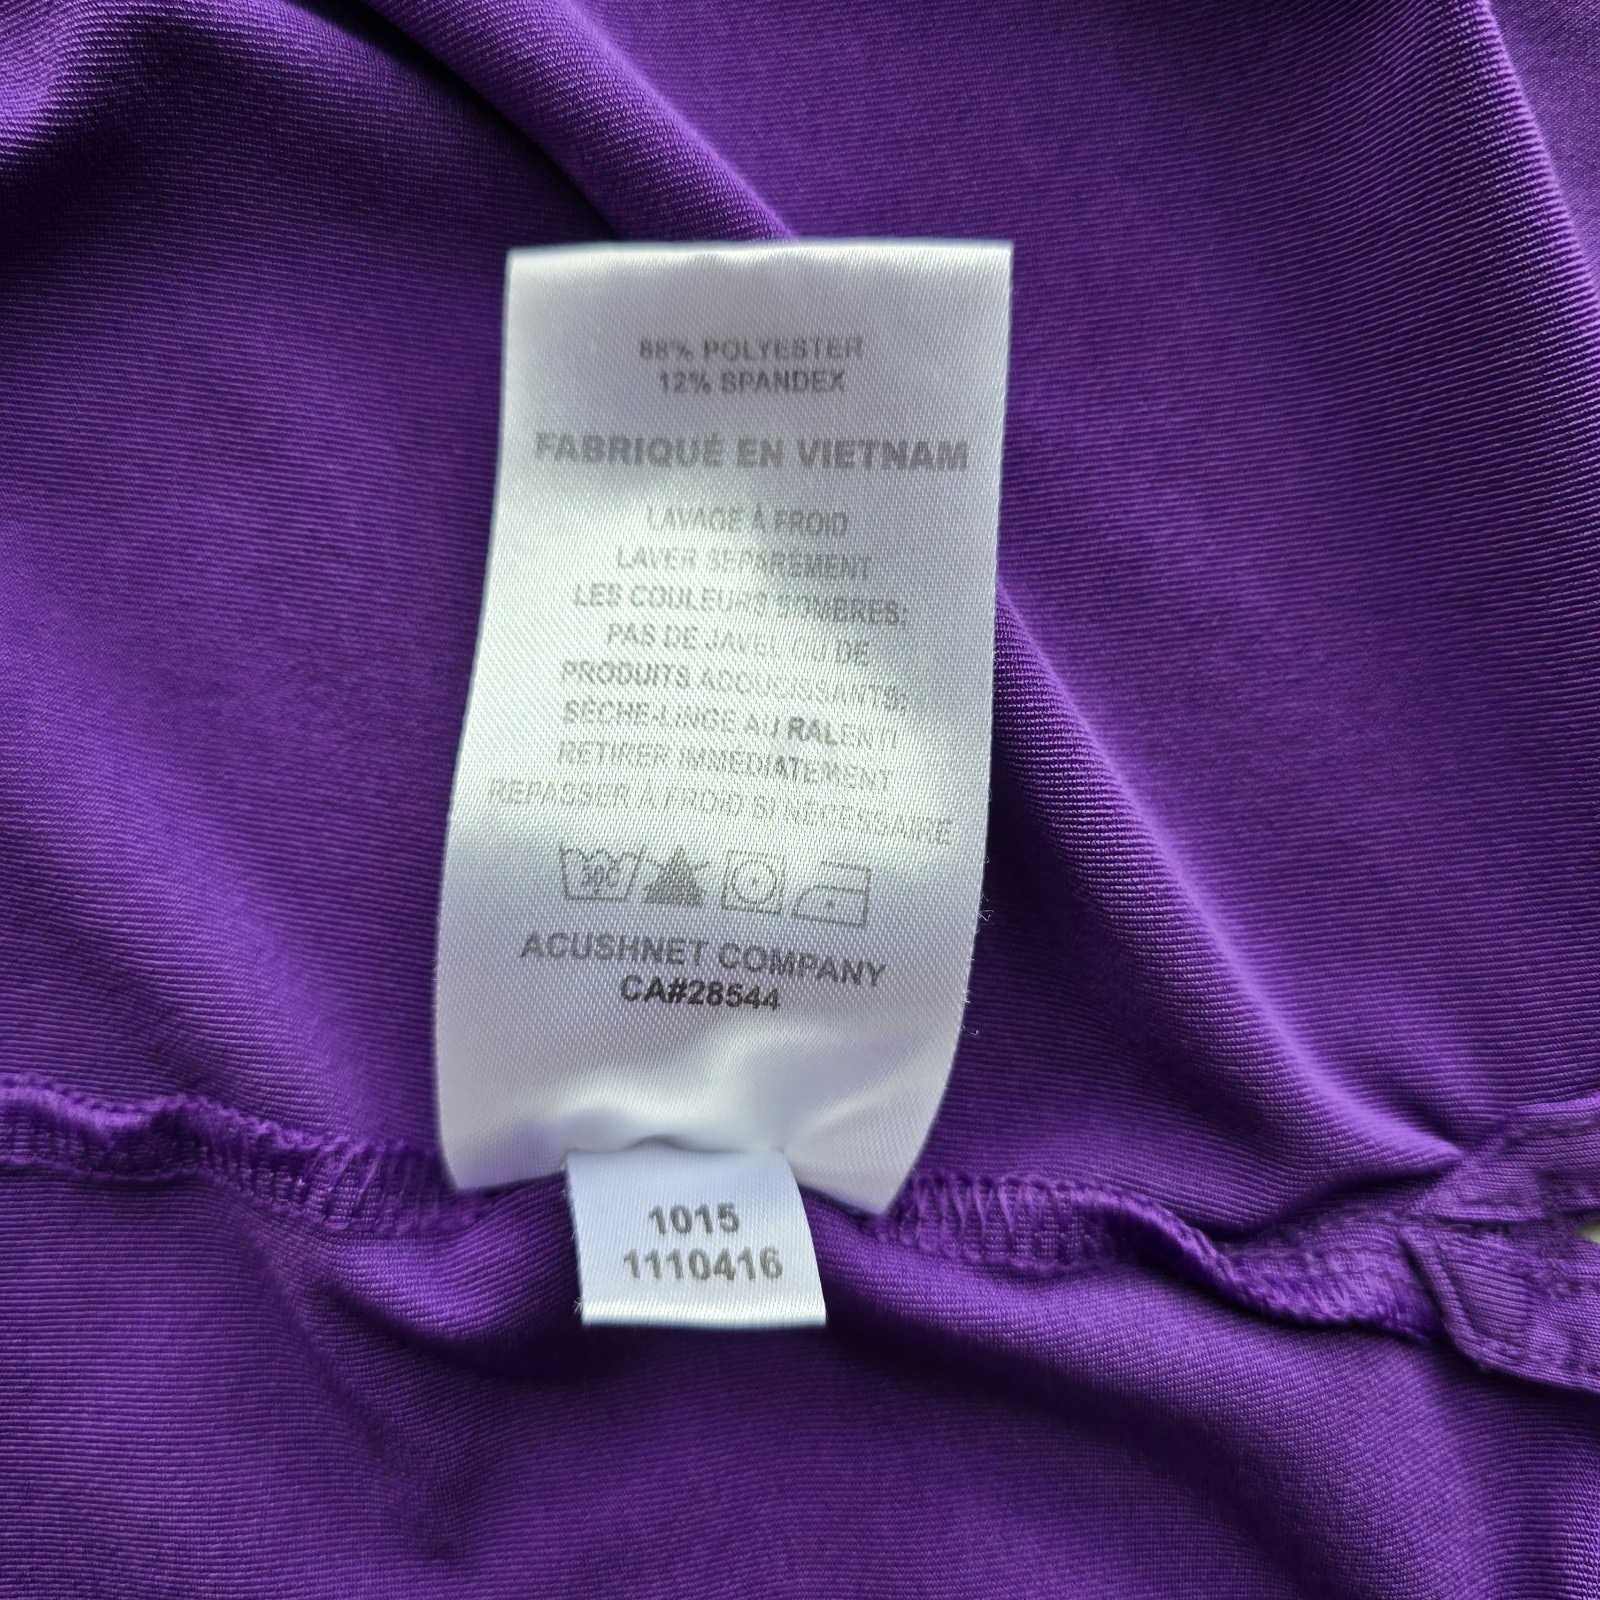 88% POLYESTER
12% SPANDEX
FABRIQUÉ EN VIETNAM
LAVAGE À FROID
LAVER SÉPARÉMENT
LES COULEURS SOMBRES;
PAS DE JAVEL OU DE
PRODUITS ADOUCISSANTS;
SÈCHE-LINGE AU RALENTI
RETIRER IMMÉDIATEMENT
REPASSER À FROID SI NÉCESSAIRE
30C
ACUSHNET COMPANY
CA#28544
1015
1110416